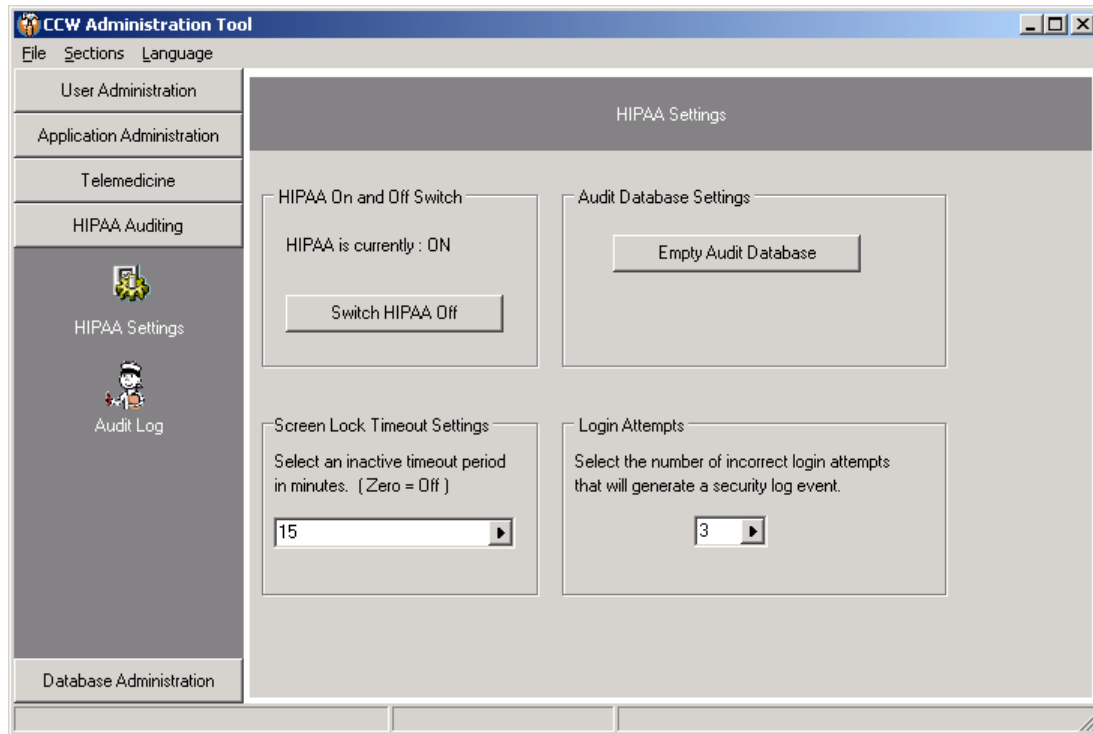 CCW Administration Tool
File Sections Language
User Administration
Application Administration
Telemedicine
HIPAA Auditing
HIPAA Settings
Audit Log
Database Administration
HIPAA Settings
HIPAA On and Off Switch
HIPAA is currently : ON
Switch HIPAA Off
Audit Database Settings
Empty Audit Database
Screen Lock Timeout Settings
Select an inactive timeout period
in minutes. ( Zero = Off )
15
Login Attempts
Select the number of incorrect login attempts
that will generate a security log event.
3